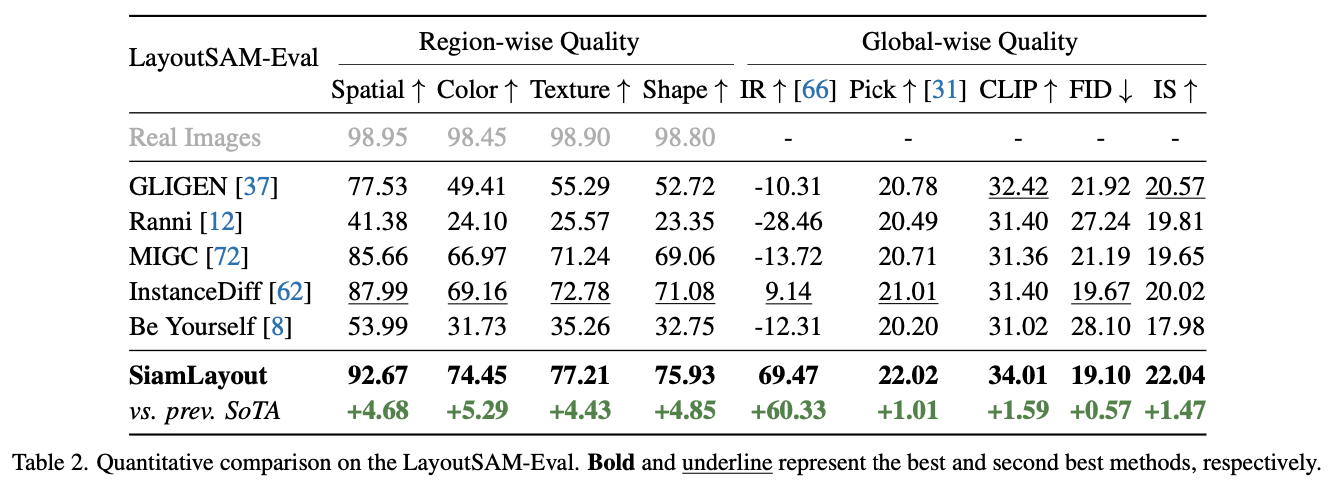 LayoutSAM-Eval Region-wise Quality Global-wise Quality
Spatial ↑ Color ↑ Texture ↑ Shape ↑ IR ↑ [66] Pick ↑ [31] CLIP ↑ FID ↓ IS ↑
Real Images 98.95 98.45 98.90 98.80 - - - - -
GLIGEN [37] 77.53 49.41 55.29 52.72 -10.31 20.78 32.42 21.92 20.57
Ranni [12] 41.38 24.10 25.57 23.35 -28.46 20.49 31.40 27.24 19.81
MIGC [72] 85.66 66.97 71.24 69.06 -13.72 20.71 31.36 21.19 19.65
InstanceDiff [62] 87.99 69.16 72.78 71.08 9.14 21.01 31.40 19.67 20.02
Be Yourself [8] 53.99 31.73 35.26 32.75 -12.31 20.20 31.02 28.10 17.98
SiamLayout 92.67 74.45 77.21 75.93 69.47 22.02 34.01 19.10 22.04
vs. prev. SoTA +4.68 +5.29 +4.43 +4.85 +60.33 +1.01 +1.59 +0.57 +1.47
Table 2. Quantitative comparison on the LayoutSAM-Eval. Bold and underline represent the best and second best methods, respectively.